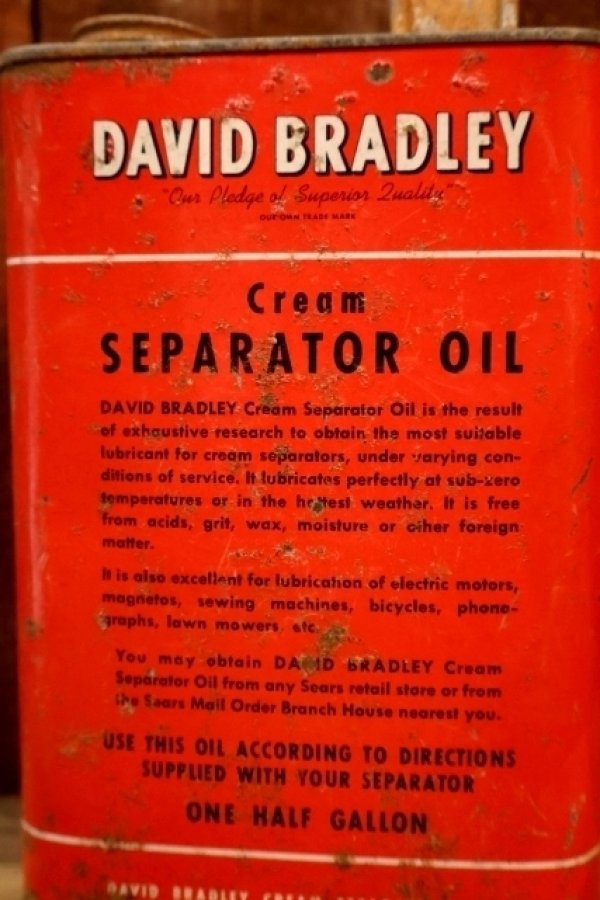 DAVID BRADLEY
"Our Pledge of Superior Quality"
OUR OWN TRADE MARK
Cream
SEPARATOR OIL
DAVID BRADLEY Cream Separator Oil is the result
of exhaustive research to obtain the most suitable
lubricant for cream separators, under varying con-
ditions of service. It lubricates perfectly at sub-zero
temperatures or in the hottest weather. It is free
from acids, grit, wax, moisture or other foreign
matter.
It is also excellent for lubrication of electric motors,
magnetos, sewing machines, bicycles, phono-
graphs, lawn mowers, etc.
You may obtain DAVID BRADLEY Cream
Separator Oil from any Sears retail store or from
the Sears Mail Order Branch House nearest you.
USE THIS OIL ACCORDING TO DIRECTIONS
SUPPLIED WITH YOUR SEPARATOR
ONE HALF GALLON
DAVID BRADLEY CREAM